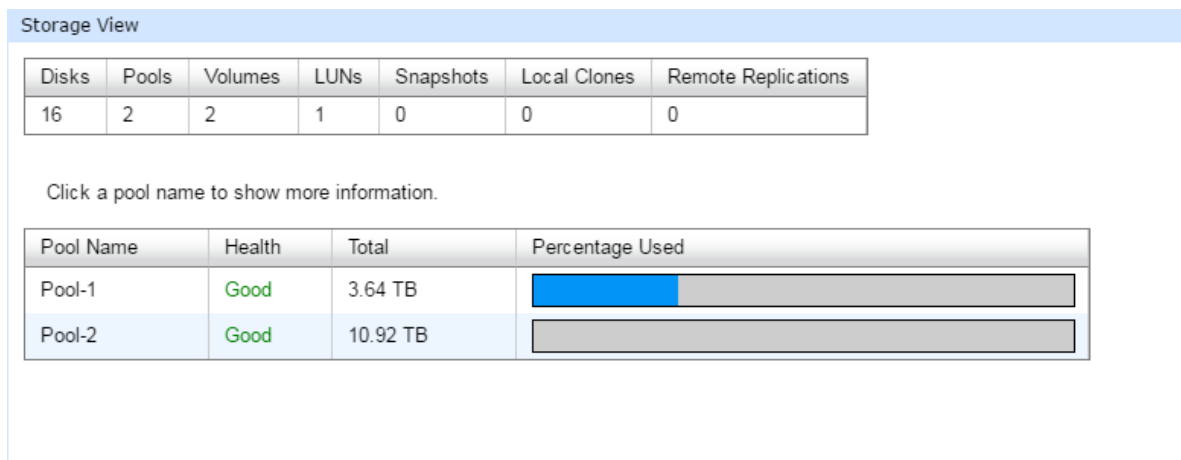 Storage View
Disks Pools Volumes LUNs Snapshots Local Clones Remote Replications
16 2 2 1 0 0 0
Click a pool name to show more information.
Pool Name Health Total Percentage Used
Pool-1 Good 3.64 TB
Pool-2 Good 10.92 TB